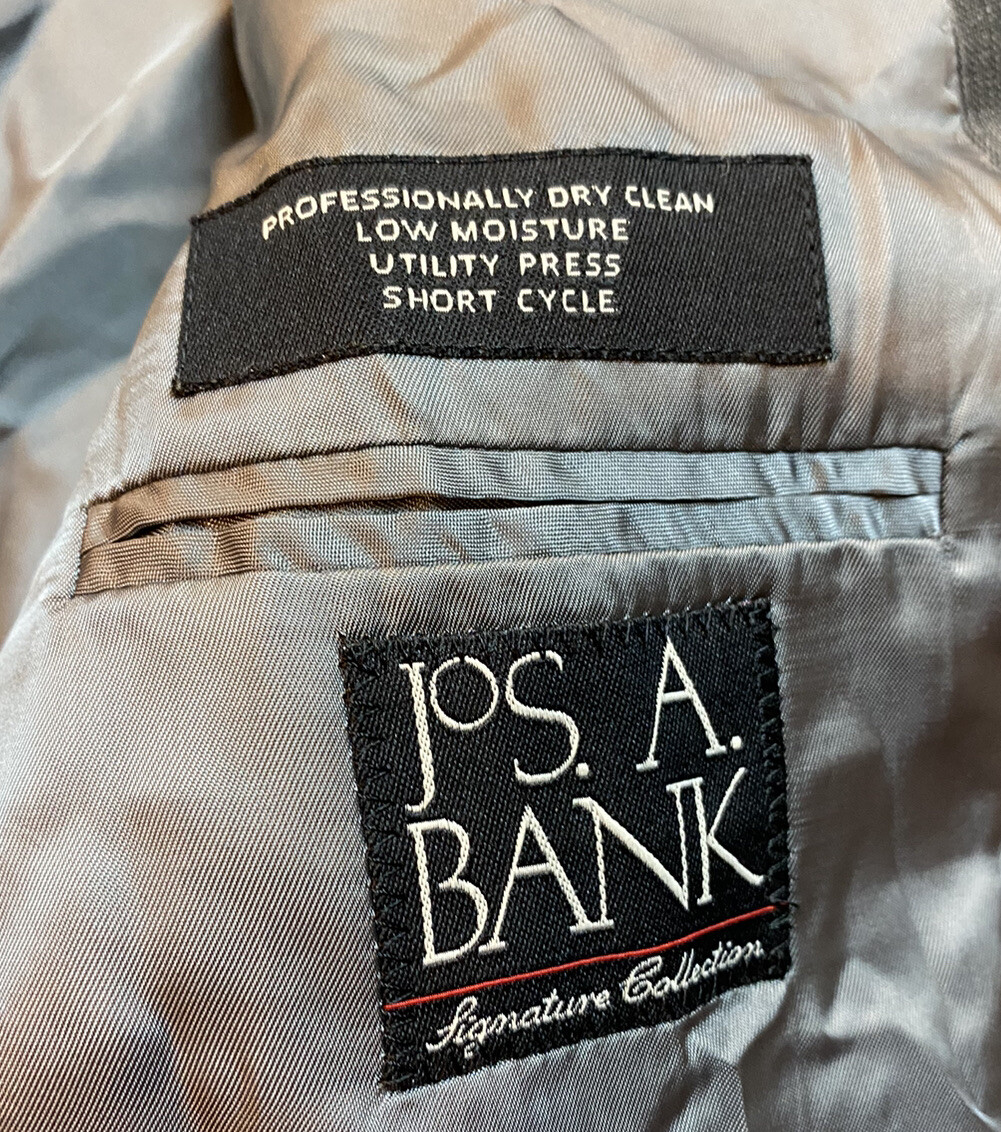 PROFESSIONALLY DRY CLEAN
LOW MOISTURE
UTILITY PRESS
SHORT CYCLE
JOS. A.
BANK
Signature Collection